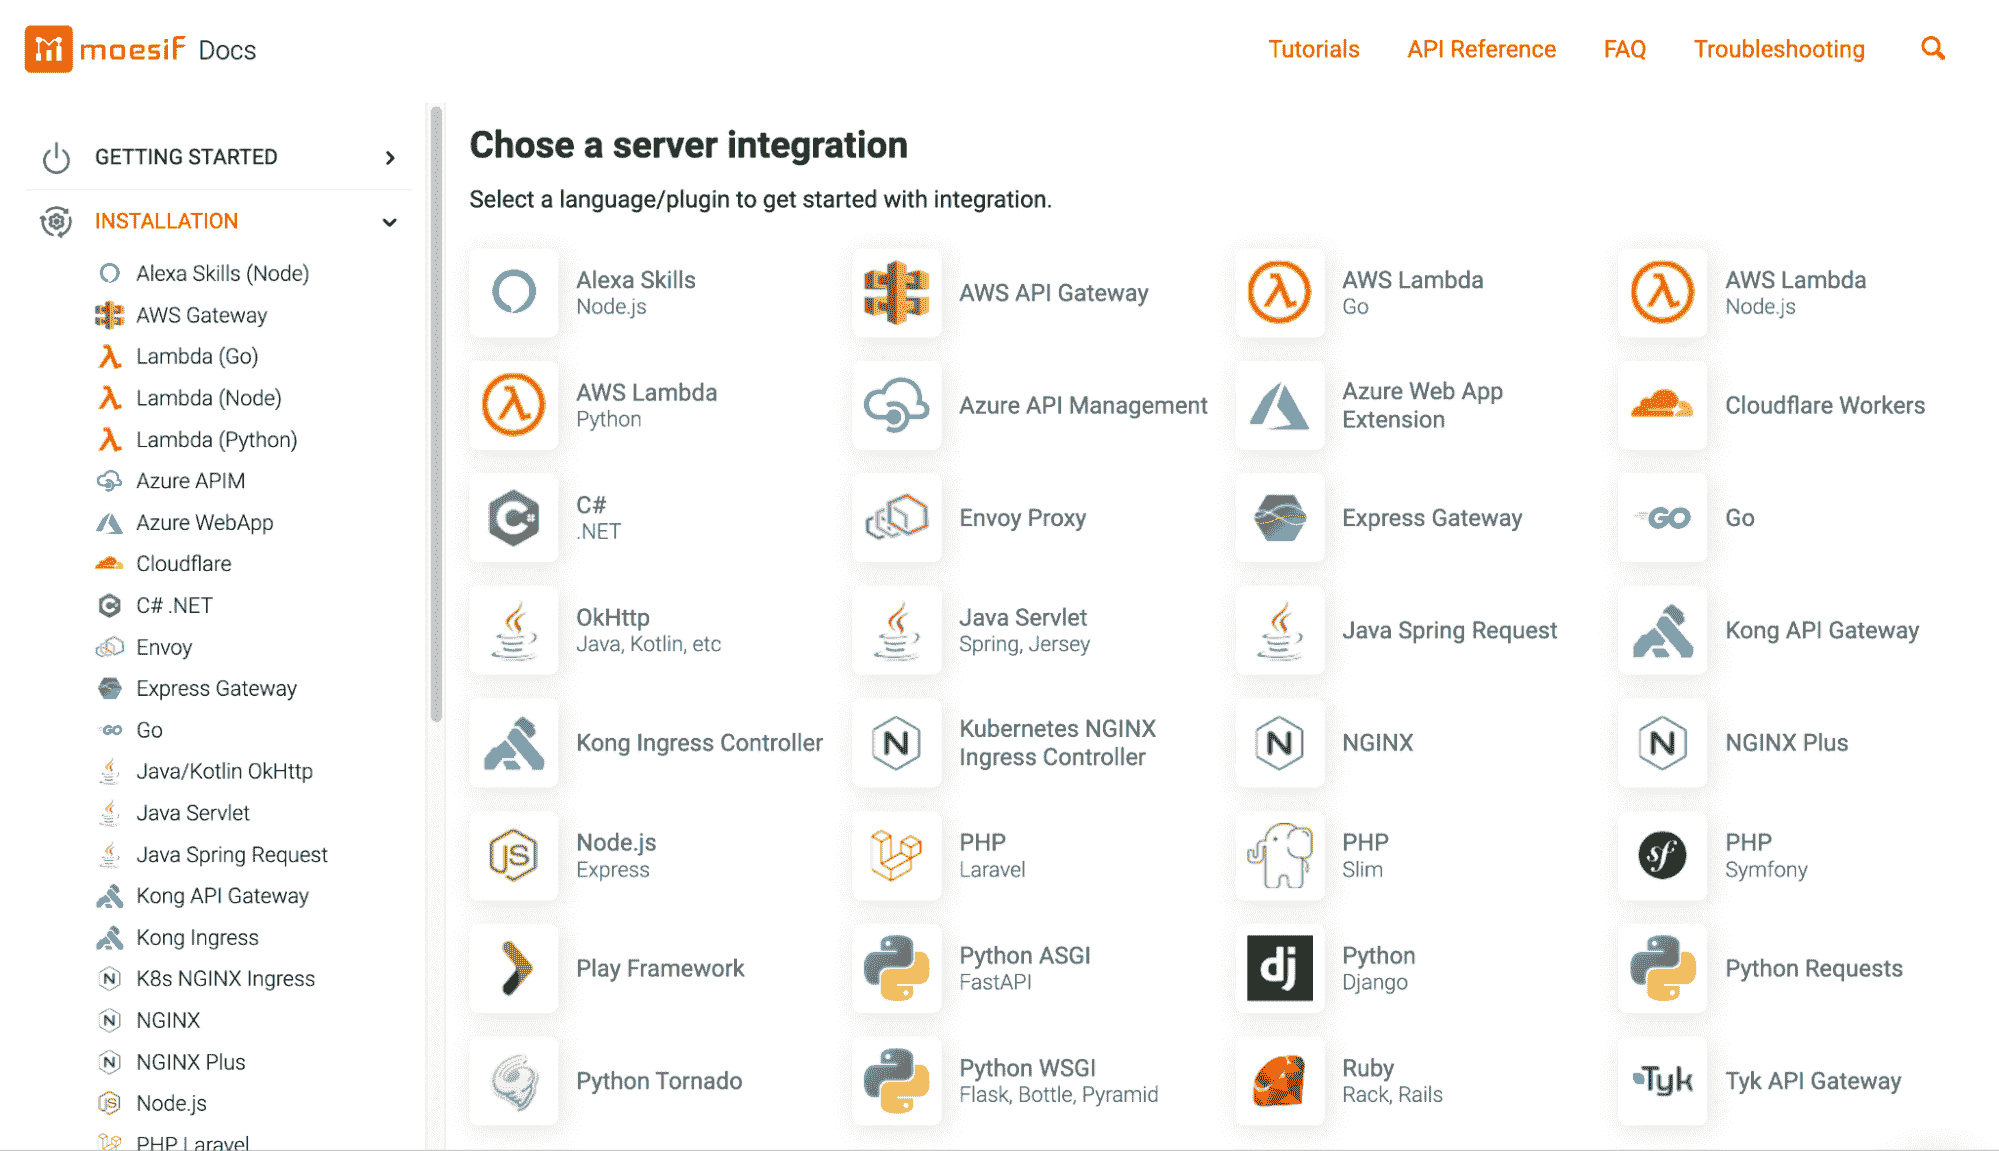 moesif Docs
Tutorials
API Reference
FAQ
Troubleshooting
GETTING STARTED
INSTALLATION
Alexa Skills (Node)
AWS Gateway
Lambda (Go)
Lambda (Node)
Lambda (Python)
Azure APIM
Azure WebApp
Cloudflare
C# .NET
Envoy
Express Gateway
Go
Java/Kotlin OkHttp
Java Servlet
Java Spring Request
Kong API Gateway
Kong Ingress
K8s NGINX Ingress
NGINX
NGINX Plus
Node.js
PHP Laravel
Chose a server integration
Select a language/plugin to get started with integration.
Alexa Skills
Node.js
AWS API Gateway
AWS Lambda
Go
AWS Lambda
Node.js
AWS Lambda
Python
Azure API Management
Azure Web App
Extension
Cloudflare Workers
C#
.NET
Envoy Proxy
Express Gateway
GO
Go
OkHttp
Java, Kotlin, etc
Java Servlet
Spring, Jersey
Java Spring Request
Kong API Gateway
Kong Ingress Controller
Kubernetes NGINX
Ingress Controller
NGINX
NGINX Plus
Node.js
Express
PHP
Laravel
PHP
Slim
sf
PHP
Symfony
Play Framework
Python ASGI
FastAPI
dj
Python
Django
Python Requests
Python Tornado
Python WSGI
Flask, Bottle, Pyramid
Ruby
Rack, Rails
Tyk
Tyk API Gateway